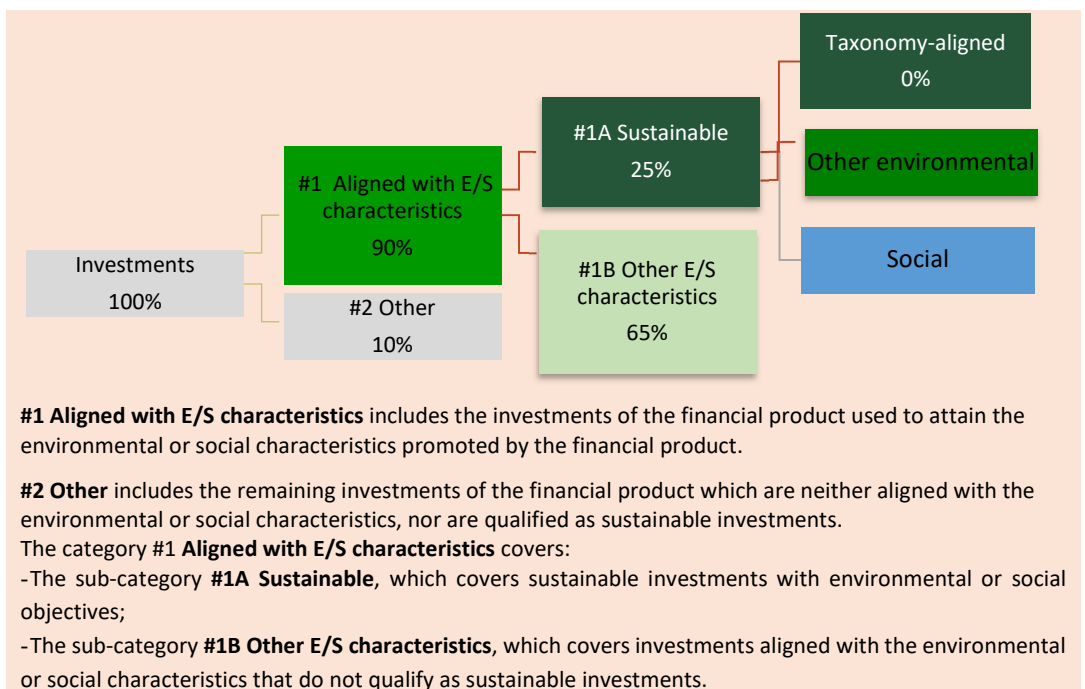 Taxonomy-aligned
0%
#1A Sustainable
25%
Other environmental
#1 Aligned with E/S
characteristics
90%
Social
Investments
100%
#1B Other E/S
characteristics
65%
#2 Other
10%
#1 Aligned with E/S characteristics includes the investments of the financial product used to attain the
environmental or social characteristics promoted by the financial product.
#2 Other includes the remaining investments of the financial product which are neither aligned with the
environmental or social characteristics, nor are qualified as sustainable investments.
The category #1 Aligned with E/S characteristics covers:
-The sub-category #1A Sustainable, which covers sustainable investments with environmental or social
objectives;
-The sub-category #1B Other E/S characteristics, which covers investments aligned with the environmental
or social characteristics that do not qualify as sustainable investments.